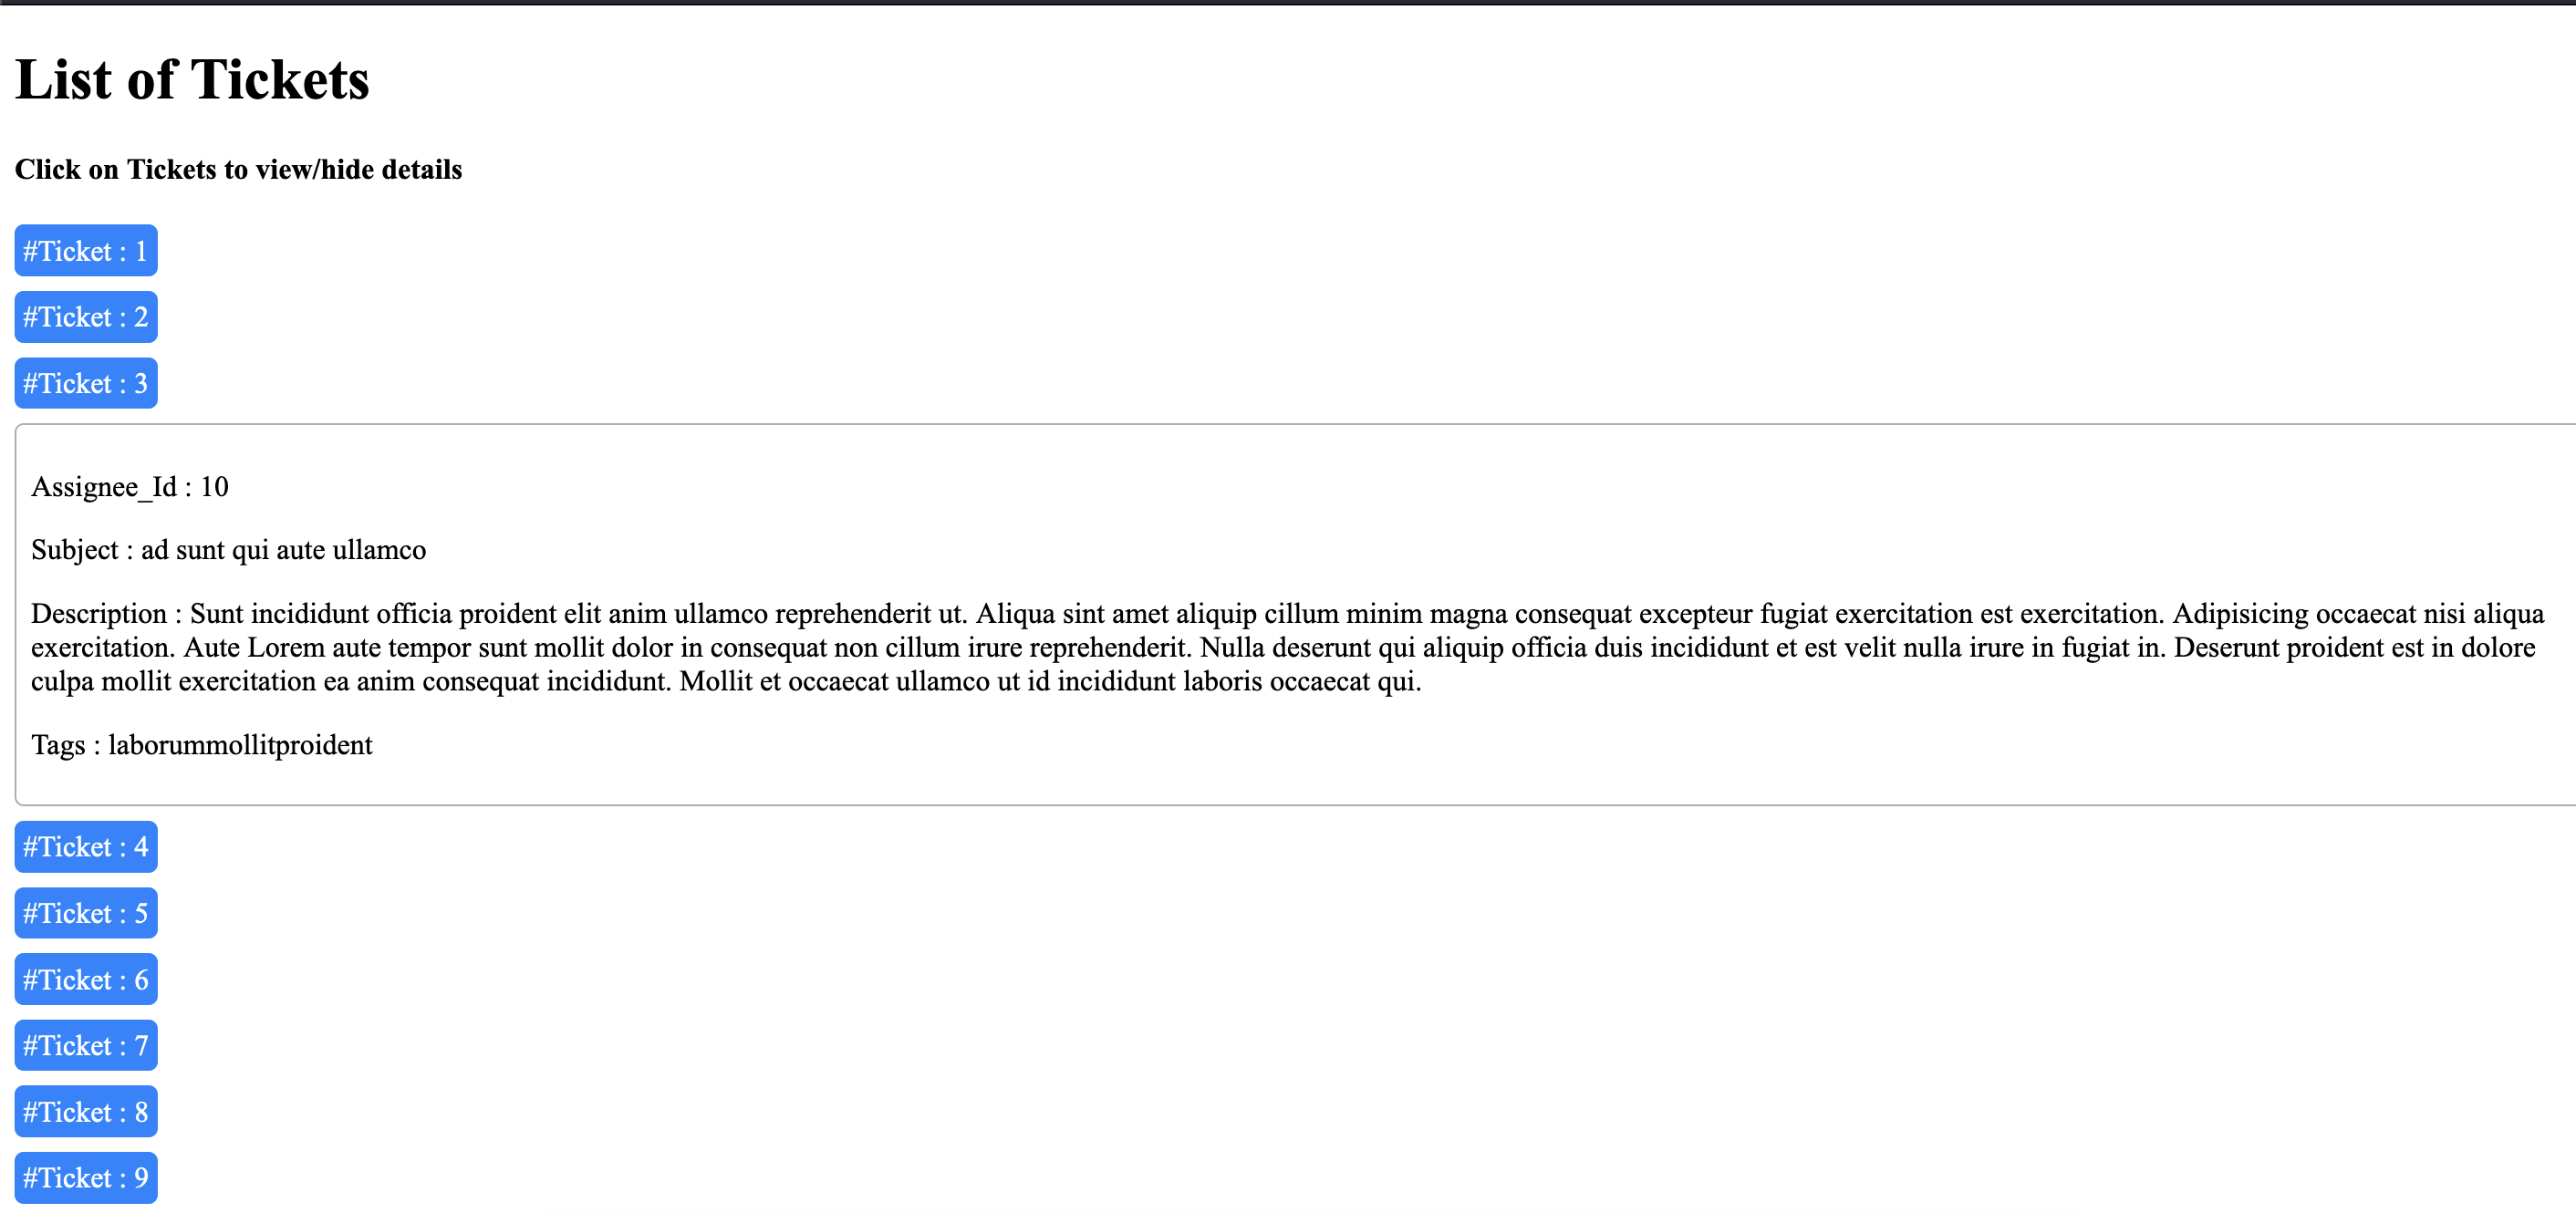 List of Tickets
Click on Tickets to view/hide details
#Ticket : 1
#Ticket : 2
#Ticket : 3
Assignee_Id : 10
Subject : ad sunt qui aute ullamco
Description : Sunt incididunt officia proident elit anim ullamco reprehenderit ut. Aliqua sint amet aliquip cillum minim magna consequat excepteur fugiat exercitation est exercitation. Adipisicing occaecat nisi aliqua
exercitation. Aute Lorem aute tempor sunt mollit dolor in consequat non cillum irure reprehenderit. Nulla deserunt qui aliquip officia duis incididunt et est velit nulla irure in fugiat in. Deserunt proident est in dolore
culpa mollit exercitation ea anim consequat incididunt. Mollit et occaecat ullamco ut id incididunt laboris occaecat qui.
Tags : laborummollitproident
#Ticket : 4
#Ticket : 5
#Ticket : 6
#Ticket : 7
#Ticket : 8
#Ticket : 9